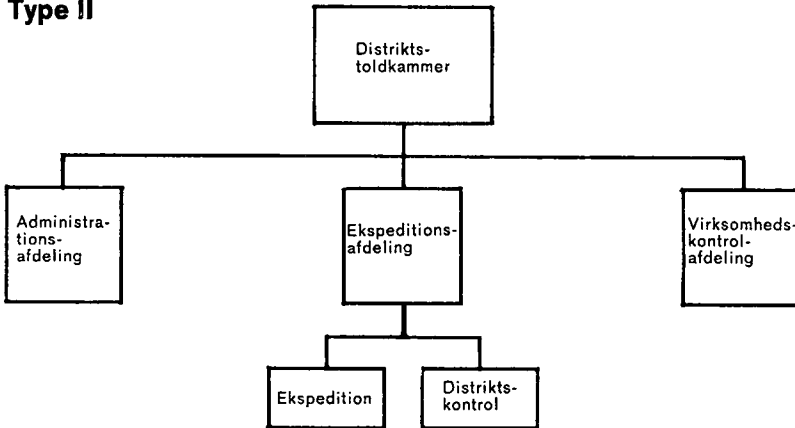 Type II
Distrikts-
toldkammer
Administra-
tions-
afdeling
Ekspeditions-
afdeling
Virksomheds-
kontrol-
afdeling
Ekspedition
Distrikts-
kontrol